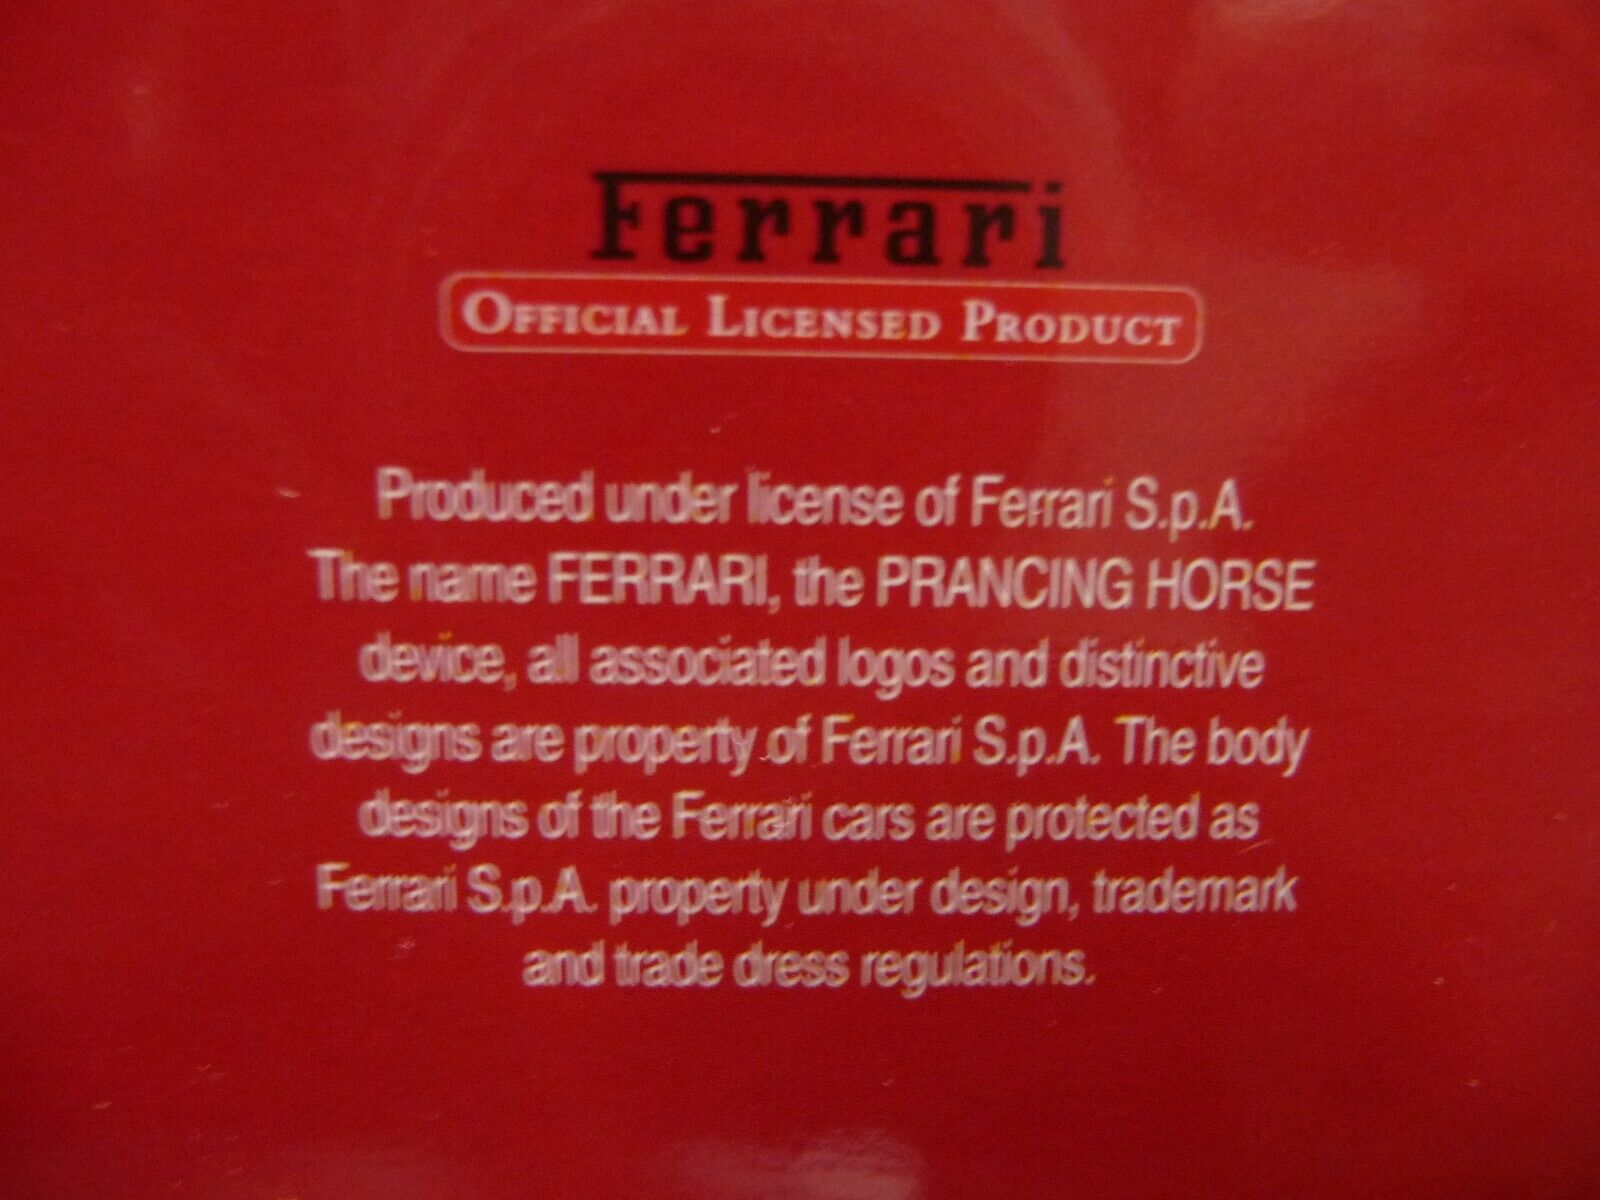 Ferrari
OFFICIAL LICENSED PRODUCT
Produced under license of Ferrari S.p.A.
The name FERRARI, the PRANCING HORSE
device, all associated logos and distinctive
designs are property of Ferrari S.p.A. The body
designs of the Ferrari cars are protected as
Ferrari S.p.A. property under design, trademark
and trade dress regulations.